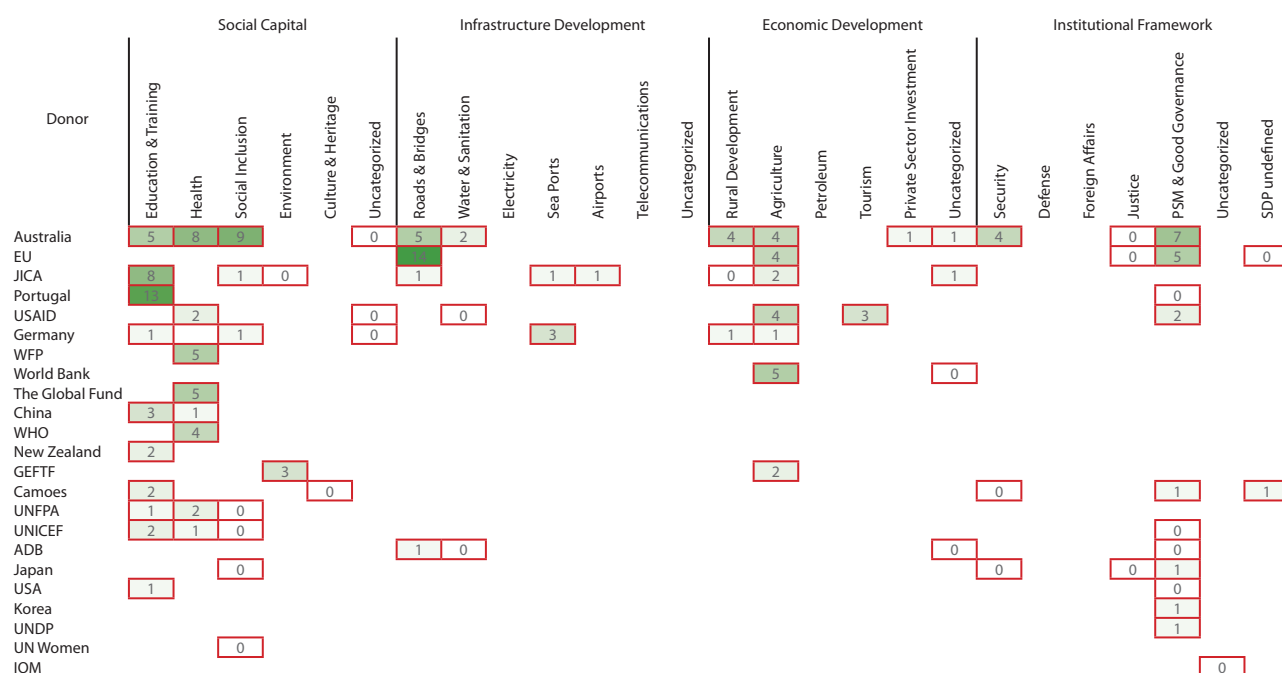 Social Capital Infrastructure Development Economic Development Institutional Framework
Donor Education & Training Health Social Inclusion Environment Culture & Heritage Uncategorized Roads & Bridges Water & Sanitation Electricity Sea Ports Airports Telecommunications Uncategorized Rural Development Agriculture Petroleum Tourism Private Sector Investment Uncategorized Security Defense Foreign Affairs Justice PSM & Good Governance Uncategorized SDP undefined
Australia 5 8 9 0 5 2 4 4 1 1 4 0 7
EU 14 4 0 5 0
JICA 8 1 0 1 1 1 0 2 1
Portugal 13 0
USAID 2 0 0 4 3 2
Germany 1 1 0 3 1 1
WFP 5
World Bank 5 0
The Global Fund 5
China 3 1
WHO 4
New Zealand 2
GEFTF 3 2
Camoes 2 0 0 1 1
UNFPA 1 2 0
UNICEF 2 1 0 0
ADB 1 0 0 0
Japan 0 0 0 1
USA 1 0
Korea 1
UNDP 1
UN Women 0
IOM 0